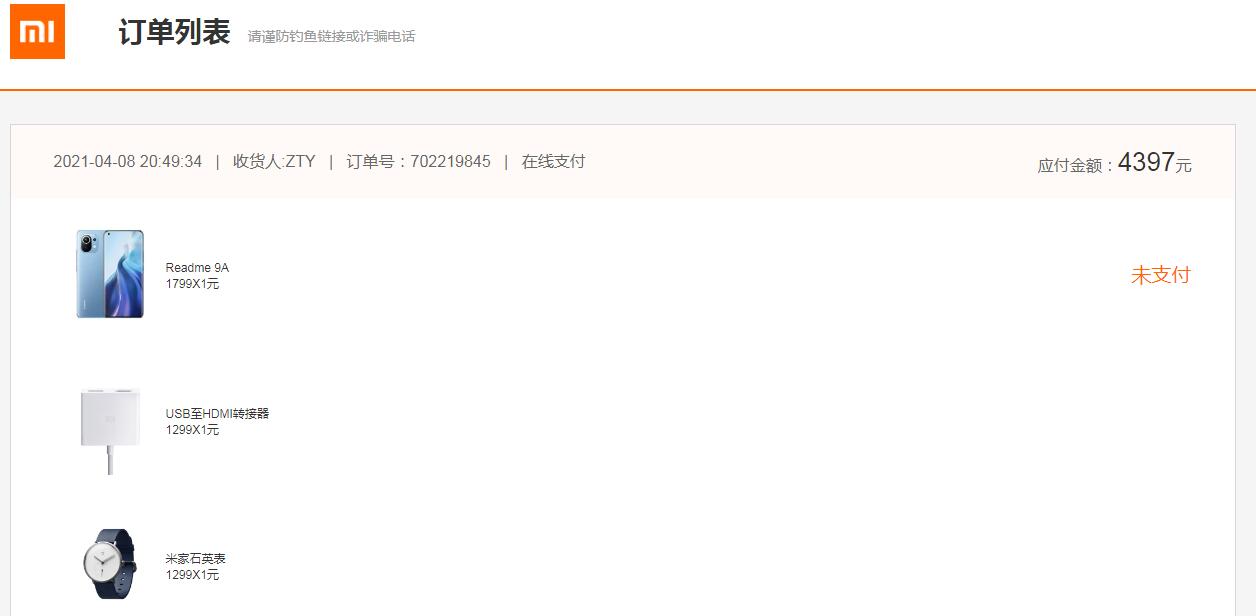 mi
订单列表 请谨防钓鱼链接或诈骗电话
2021-04-08 20:49:34 | 收货人:ZTY | 订单号：702219845 | 在线支付 应付金额：4397元
Readme 9A
1799X1元
未支付
USB至HDMI转接器
1299X1元
米家石英表
1299X1元